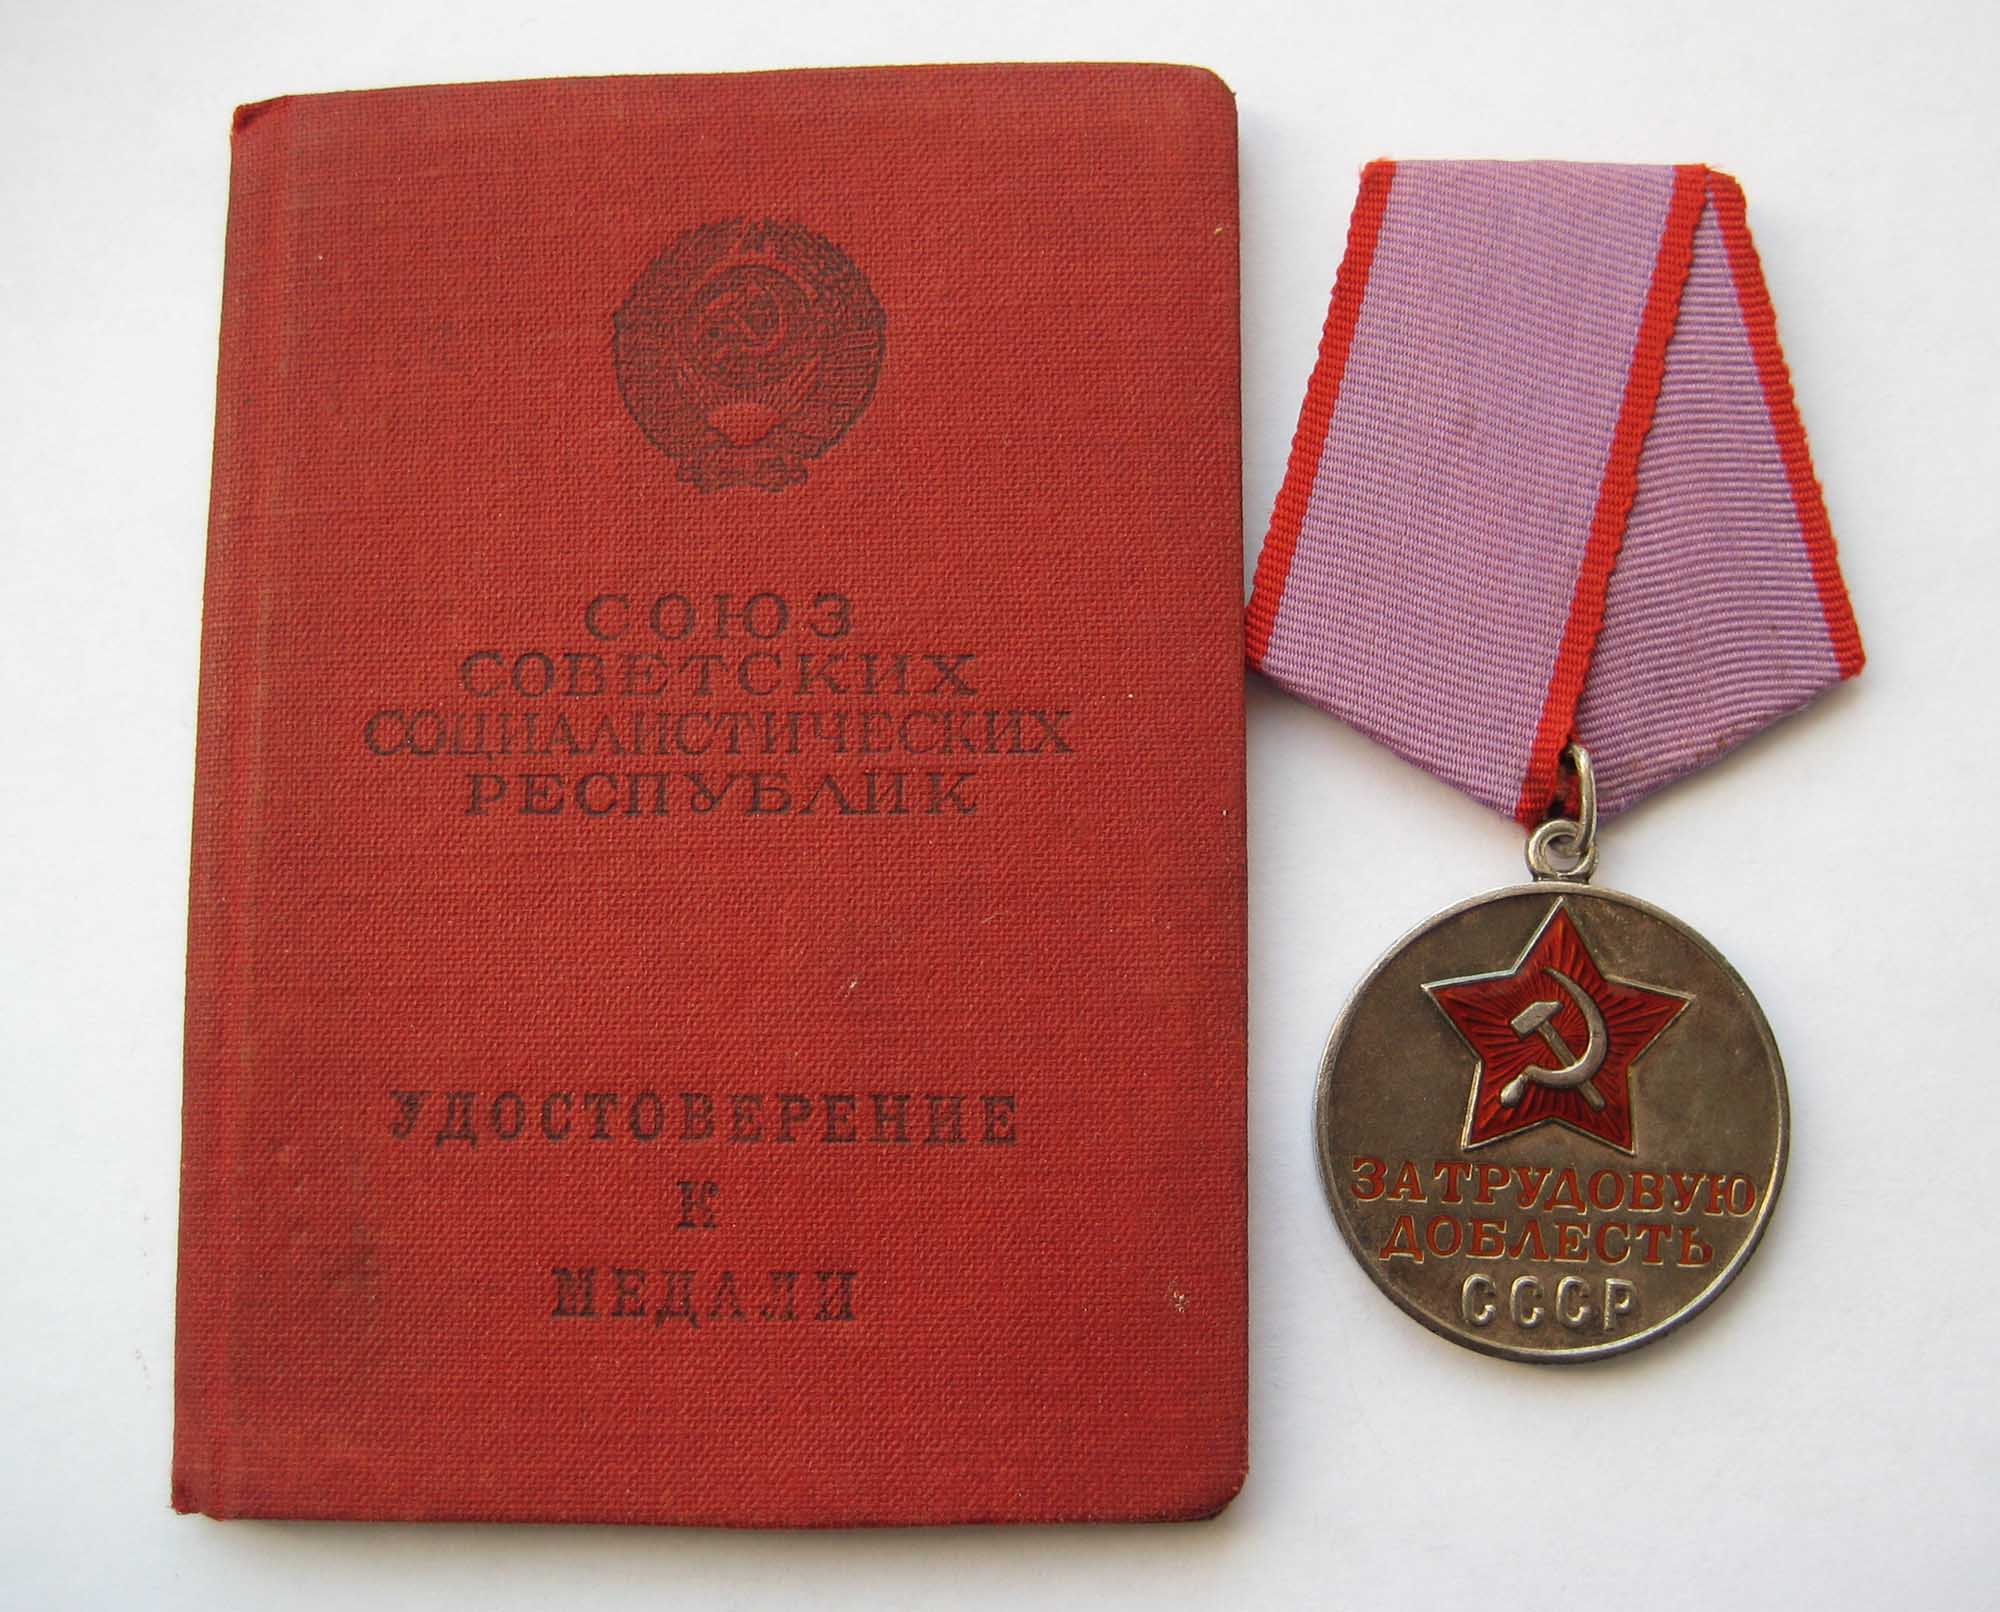 СОЮЗ
СОВЕТСКИХ
СОЦИАЛИСТИЧЕСКИХ
РЕСПУБЛИК
УДОСТОВЕРЕНИЕ
К
МЕДАЛИ
ЗА ТРУДОВУЮ
ДОБЛЕСТЬ
СССР